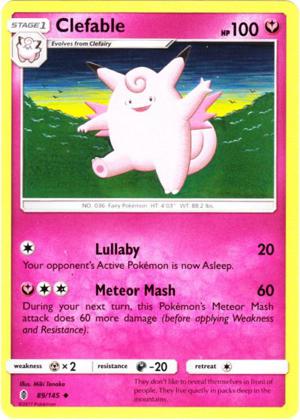 STAGE 1 Clefable HP 100
Evolves from Clefairy
NO. 036 Fairy Pokémon HT 4'03" WT 88.2 lbs.
Lullaby 20
Your opponent's Active Pokémon is now Asleep.
Meteor Mash 60
During your next turn, this Pokémon's Meteor Mash
attack does 60 more damage (before applying Weakness
and Resistance).
weakness ×2 resistance -20 retreat
Illus. Miki Tanaka
89/145
©2017 Pokémon
They don't like to reveal themselves in front of
people. They live quietly in packs deep in the
mountains.